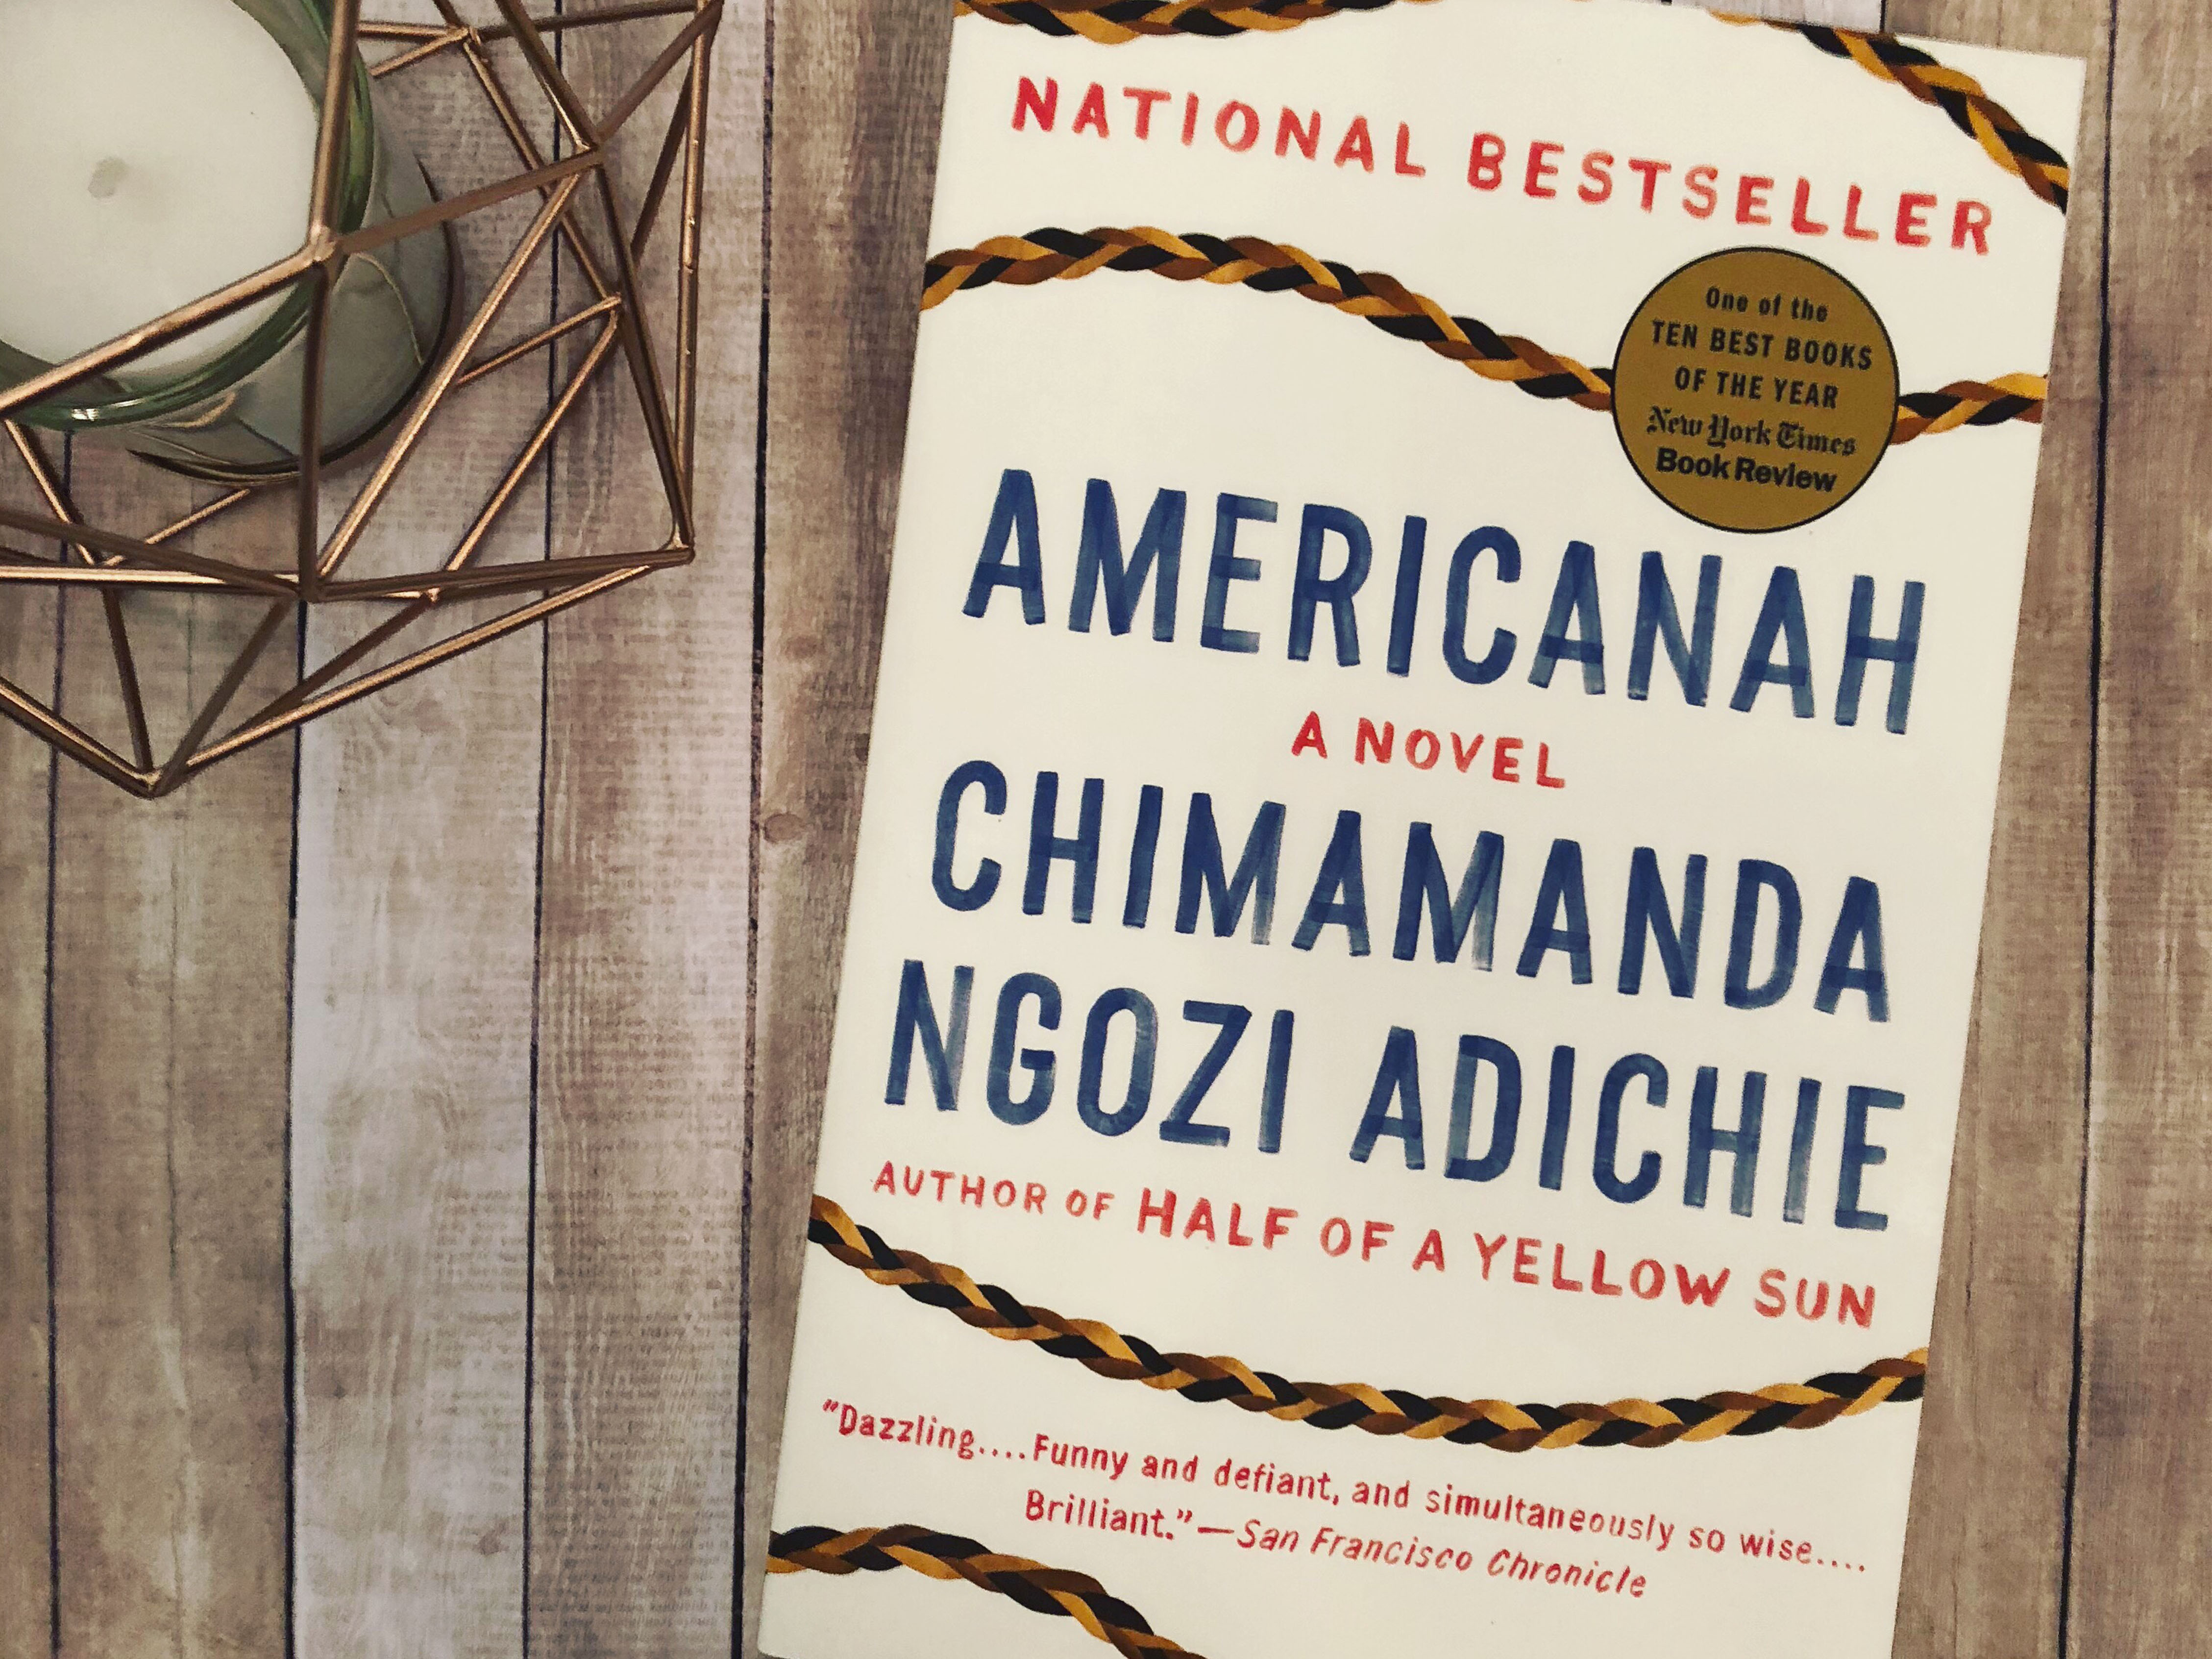 NATIONAL BESTSELLER
One of the
TEN BEST BOOKS
OF THE YEAR
New York Times
Book Review
AMERICANAH
A NOVEL
CHIMAMANDA
NGOZI ADICHIE
AUTHOR OF HALF OF A YELLOW SUN
"Dazzling....Funny and defiant, and simultaneously so wise....
Brilliant."—San Francisco Chronicle